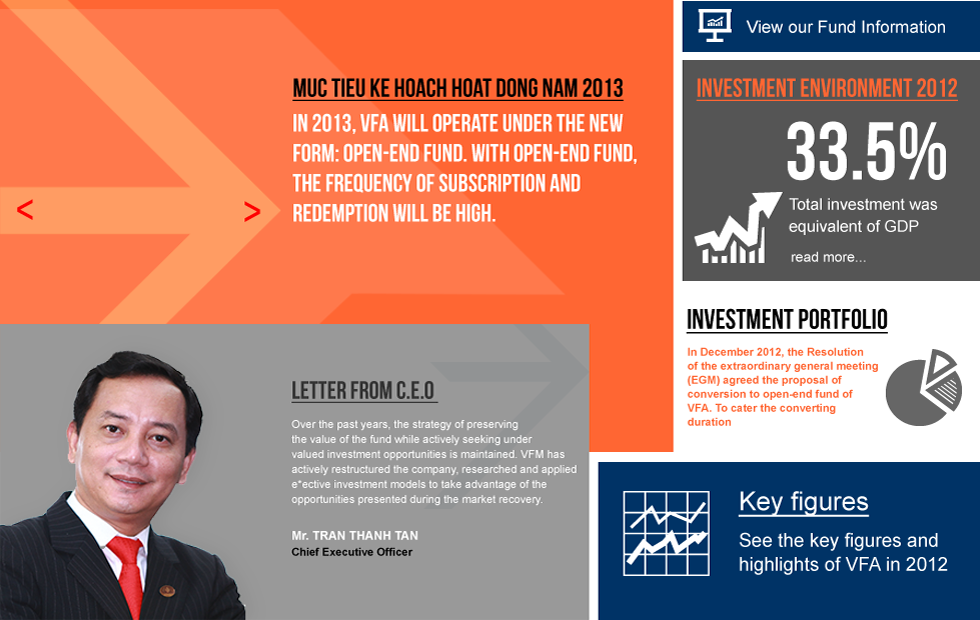 View our Fund Information
<
>
MUC TIEU KE HOACH HOAT DONG NAM 2013
IN 2013, VFA WILL OPERATE UNDER THE NEW
FORM: OPEN-END FUND. WITH OPEN-END FUND,
THE FREQUENCY OF SUBSCRIPTION AND
REDEMPTION WILL BE HIGH.
INVESTMENT ENVIRONMENT 2012
33.5%
Total investment was
equivalent of GDP
read more...
INVESTMENT PORTFOLIO
In December 2012, the Resolution
of the extraordinary general meeting
(EGM) agreed the proposal of
conversion to open-end fund of
VFA. To cater the converting
duration
LETTER FROM C.E.O
Over the past years, the strategy of preserving
the value of the fund while actively seeking under
valued investment opportunities is maintained. VFM has
actively restructured the company, researched and applied
e*ective investment models to take advantage of the
opportunities presented during the market recovery.
Mr. TRAN THANH TAN
Chief Executive Officer
Key figures
See the key figures and
highlights of VFA in 2012